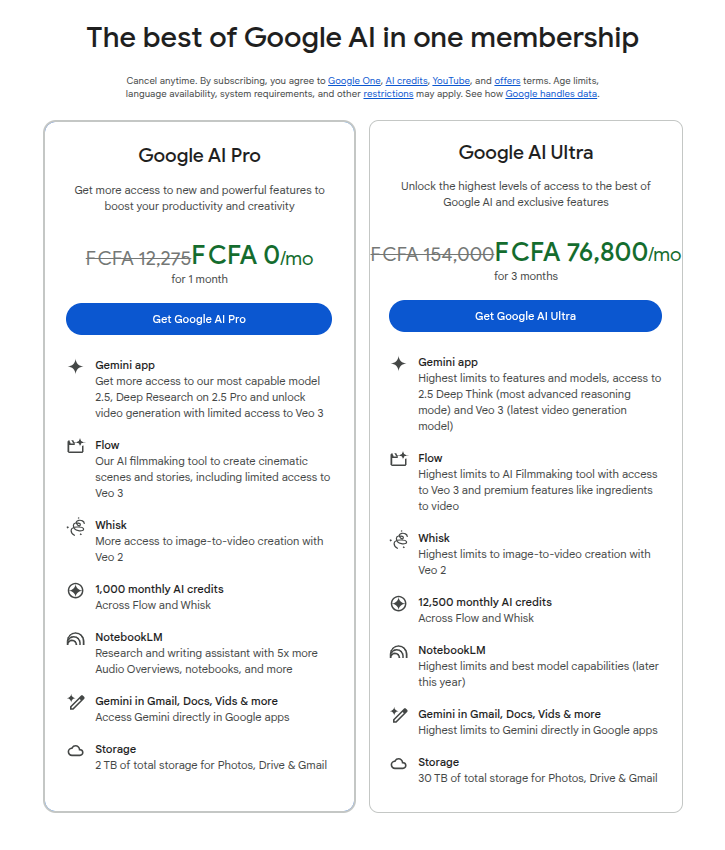 The best of Google AI in one membership
Cancel anytime. By subscribing, you agree to Google One, AI credits, YouTube, and offers terms. Age limits,
language availability, system requirements, and other restrictions may apply. See how Google handles data.
Google AI Pro
Get more access to new and powerful features to
boost your productivity and creativity
F CFA 12,275 F CFA 0/mo
for 1 month
Get Google AI Pro
Gemini app
Get more access to our most capable model
2.5, Deep Research on 2.5 Pro and unlock
video generation with limited access to Veo 3
Flow
Our AI filmmaking tool to create cinematic
scenes and stories, including limited access to
Veo 3
Whisk
More access to image-to-video creation with
Veo 2
1,000 monthly AI credits
Across Flow and Whisk
NotebookLM
Research and writing assistant with 5x more
Audio Overviews, notebooks, and more
Gemini in Gmail, Docs, Vids & more
Access Gemini directly in Google apps
Storage
2 TB of total storage for Photos, Drive & Gmail
Google AI Ultra
Unlock the highest levels of access to the best of
Google AI and exclusive features
F CFA 154,000 F CFA 76,800/mo
for 3 months
Get Google AI Ultra
Gemini app
Highest limits to features and models, access to
2.5 Deep Think (most advanced reasoning
mode) and Veo 3 (latest video generation
model)
Flow
Highest limits to AI Filmmaking tool with access
to Veo 3 and premium features like ingredients
to video
Whisk
Highest limits to image-to-video creation with
Veo 2
12,500 monthly AI credits
Across Flow and Whisk
NotebookLM
Highest limits and best model capabilities (later
this year)
Gemini in Gmail, Docs, Vids & more
Highest limits to Gemini directly in Google apps
Storage
30 TB of total storage for Photos, Drive & Gmail